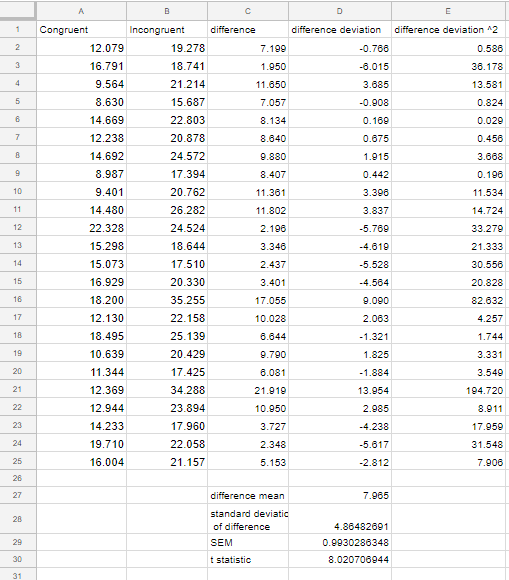 A B C D E
1 Congruent Incongruent difference difference deviation difference deviation ^2
2 12.079 19.278 7.199 -0.766 0.586
3 16.791 18.741 1.950 -6.015 36.178
4 9.564 21.214 11.650 3.685 13.581
5 8.630 15.687 7.057 -0.908 0.824
6 14.669 22.803 8.134 0.169 0.029
7 12.238 20.878 8.640 0.675 0.456
8 14.692 24.572 9.880 1.915 3.668
9 8.987 17.394 8.407 0.442 0.196
10 9.401 20.762 11.361 3.396 11.534
11 14.480 26.282 11.802 3.837 14.724
12 22.328 24.524 2.196 -5.769 33.279
13 15.298 18.644 3.346 -4.619 21.333
14 15.073 17.510 2.437 -5.528 30.556
15 16.929 20.330 3.401 -4.564 20.828
16 18.200 35.255 17.055 9.090 82.632
17 12.130 22.158 10.028 2.063 4.257
18 18.495 25.139 6.644 -1.321 1.744
19 10.639 20.429 9.790 1.825 3.331
20 11.344 17.425 6.081 -1.884 3.549
21 12.369 34.288 21.919 13.954 194.720
22 12.944 23.894 10.950 2.985 8.911
23 14.233 17.960 3.727 -4.238 17.959
24 19.710 22.058 2.348 -5.617 31.548
25 16.004 21.157 5.153 -2.812 7.906
26
27 difference mean 7.965
standard deviatic
28 of difference 4.86482691
29 SEM 0.9930286348
30 t statistic 8.020706944
31